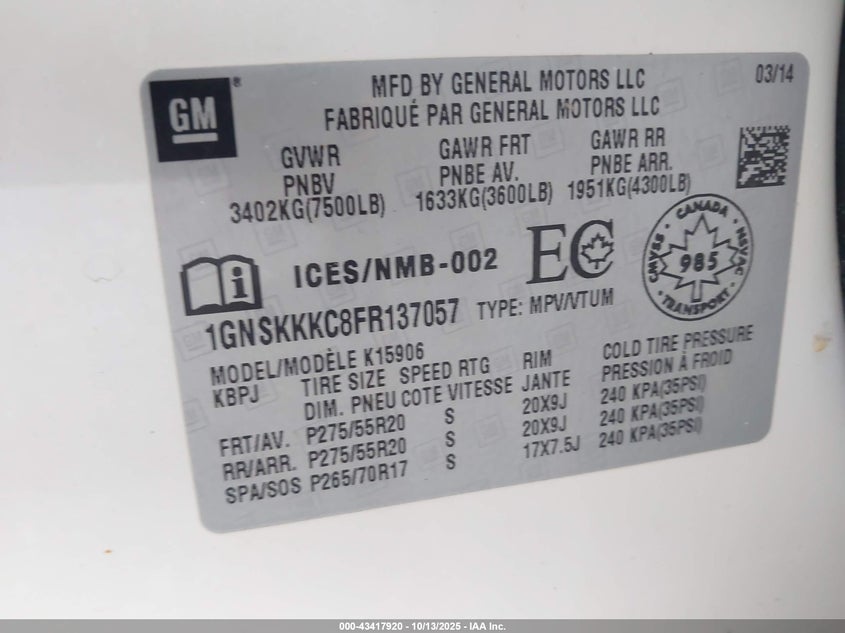 GM®
MFD BY GENERAL MOTORS LLC
03/14
FABRIQUÉ PAR GENERAL MOTORS LLC
GVWR GAWR FRT GAWR RR
PNBV PNBE AV. PNBE ARR.
3402KG(7500LB) 1633KG(3600LB) 1951KG(4300LB)
i ICES/NMB-002 EC
CANADA
CMVSS 985 NSVAC
TRANSPORT
1GNSKKKC8FR137057 TYPE: MPV/VTUM
MODEL/MODÈLE K15906
KBPJ TIRE SIZE SPEED RTG RIM COLD TIRE PRESSURE
DIM. PNEU COTE VITESSE JANTE PRESSION À FROID
FRT/AV. P275/55R20 S 20X9J 240 KPA(35PSI)
RR/ARR. P275/55R20 S 20X9J 240 KPA(35PSI)
SPA/SOS P265/70R17 S 17X7.5J 240 KPA(35PSI)
000-43417920 - 10/13/2025 - IAA Inc.